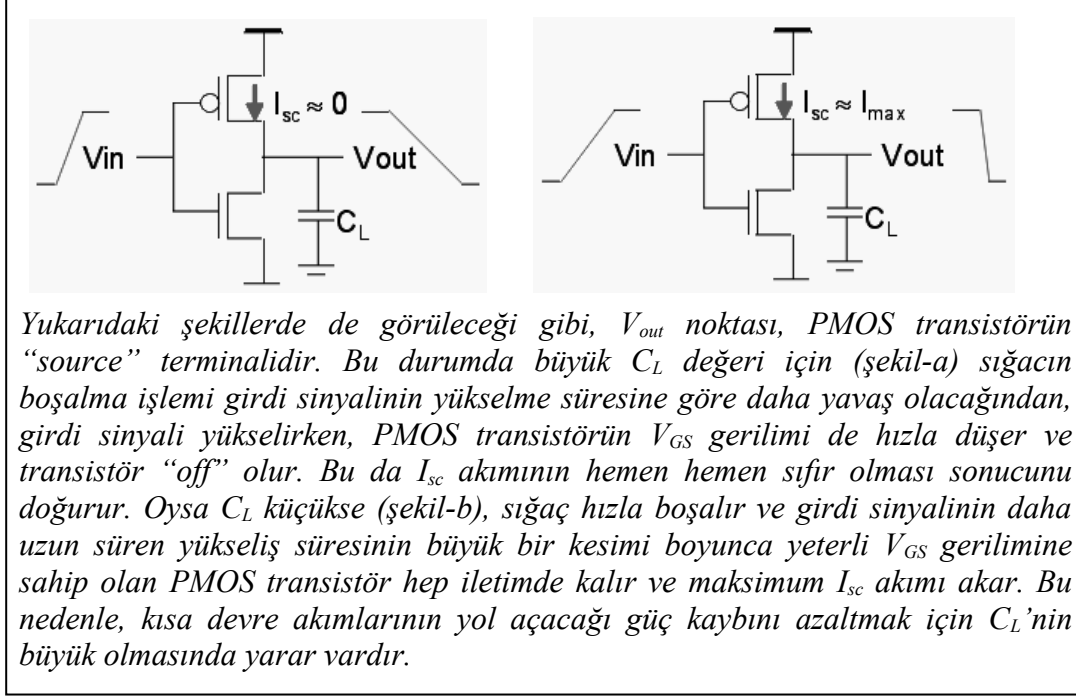 I_sc ≈ 0
Vin
Vout
C_L
I_sc ≈ I_max
Vin
Vout
C_L
Yukarıdaki şekillerde de görüleceği gibi, V_out noktası, PMOS transistörün
“source” terminalidir. Bu durumda büyük C_L değeri için (şekil-a) sığacın
boşalma işlemi girdi sinyalinin yükselme süresine göre daha yavaş olacağından,
girdi sinyali yükselirken, PMOS transistörün V_GS gerilimi de hızla düşer ve
transistör “off” olur. Bu da I_sc akımının hemen hemen sıfır olması sonucunu
doğurur. Oysa C_L küçükse (şekil-b), sığaç hızla boşalır ve girdi sinyalinin daha
uzun süren yükseliş süresinin büyük bir kesimi boyunca yeterli V_GS gerilimine
sahip olan PMOS transistör hep iletimde kalır ve maksimum I_sc akımı akar. Bu
nedenle, kısa devre akımlarının yol açacağı güç kaybını azaltmak için C_L’nin
büyük olmasında yarar vardır.